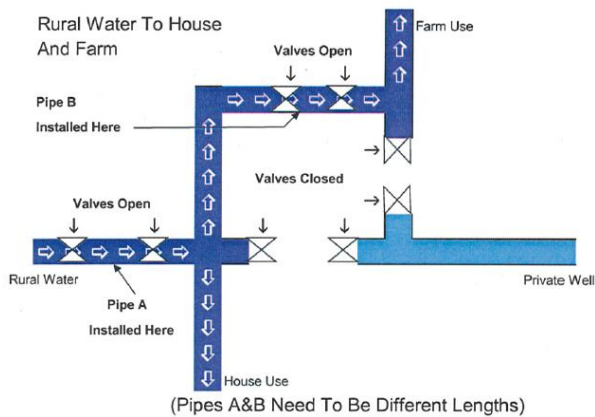 Rural Water To House
And Farm
Farm Use
Valves Open
Pipe B
Installed Here
Valves Closed
Valves Open
Rural Water
Private Well
Pipe A
Installed Here
House Use
(Pipes A&B Need To Be Different Lengths)